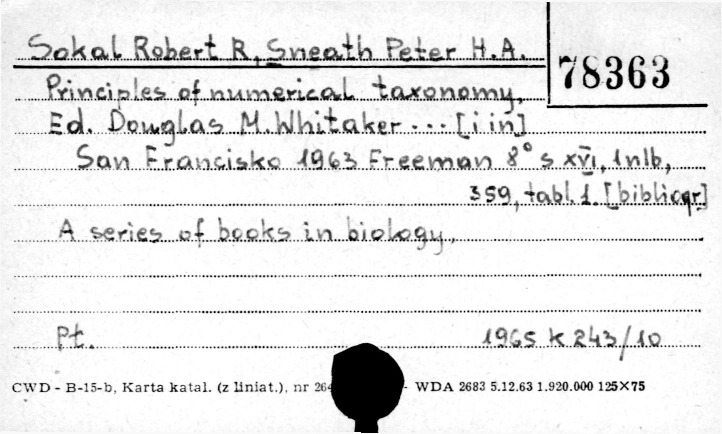 Sokal Robert R, Sneath Peter H.A.
78363
Principles of numerical taxonomy,
Ed. Douglas M. Whitaker ... [i in]
San Francisko 1963 Freeman 8° s XVI, 1nlb,
359, tabl. 1. [bibliogr]
A series of books in biology,
Pt. 1965 K 243/10
CWD - B-15-b, Karta katal. (z liniat.), nr 264 - WDA 2683 5.12.63 1.920.000 125×75